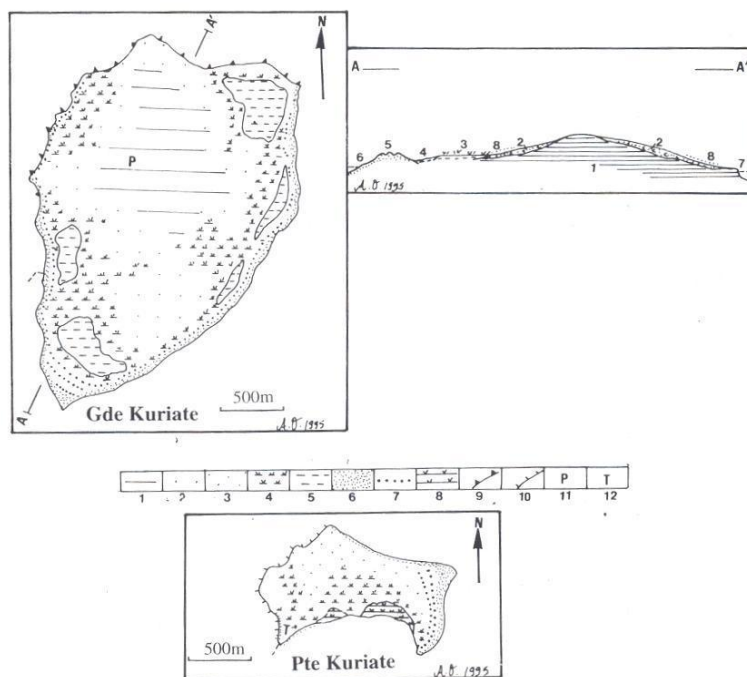 A'
N
P
A
500m
Gde Kuriate
A.O. 1995
A A'
6 5 4 3 8 2 1 2 8 7
A.O. 1995
P T
1 2 3 4 5 6 7 8 9 10 11 12
N
T
500m
Pte Kuriate
A.O. 1995